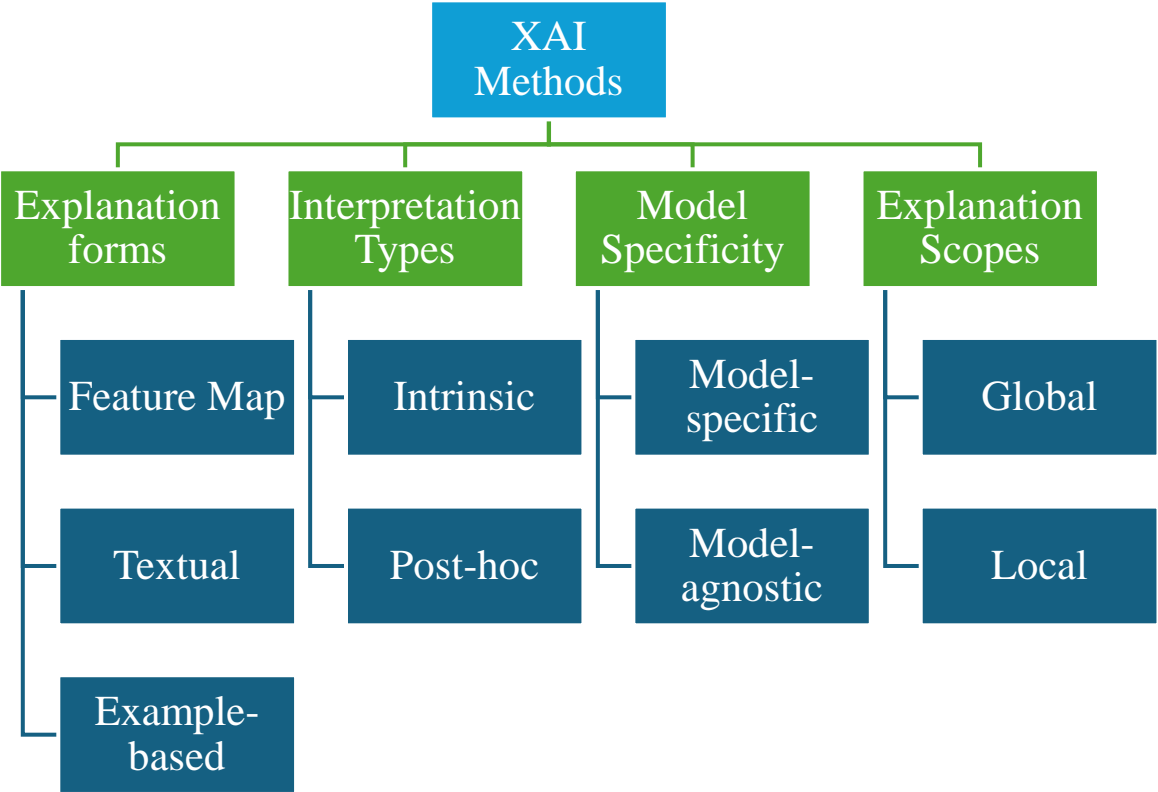 XAI
Methods
Explanation
forms
Interpretation
Types
Model
Specificity
Explanation
Scopes
Feature Map
Intrinsic
Model-
specific
Global
Textual
Post-hoc
Model-
agnostic
Local
Example-
based